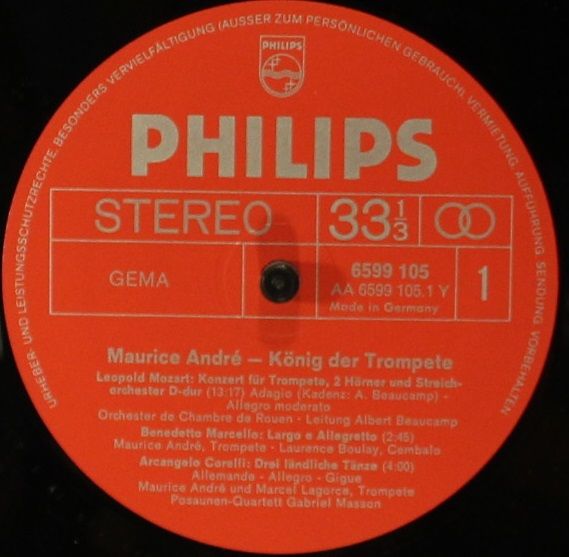 URHEBER- UND LEISTUNGSSCHUTZRECHTE, BESONDERS VERVIELFÄLTIGUNG (AUSSER ZUM PERSÖNLICHEN GEBRAUCH), VERMIETUNG, AUFFÜHRUNG, SENDUNG, VORBEHALTEN
PHILIPS
PHILIPS
STEREO 33 1/3
GEMA 6599 105 1
AA 6599 105.1 Y
Made in Germany
Maurice André – König der Trompete
Leopold Mozart: Konzert für Trompete, 2 Hörner und Streich-
orchester D-dur (13:17) Adagio (Kadenz: A. Beaucamp) -
Allegro moderato
Orchester de Chambre de Rouen - Leitung Albert Beaucamp
Benedetto Marcello: Largo e Allegretto (2:45)
Maurice André, Trompete - Laurence Boulay, Cembalo
Arcangelo Corelli: Drei ländliche Tänze (4:00)
Allemande - Allegro - Gigue
Maurice André und Marcel Lagorce, Trompete
Posaunen-Quartett Gabriel Masson